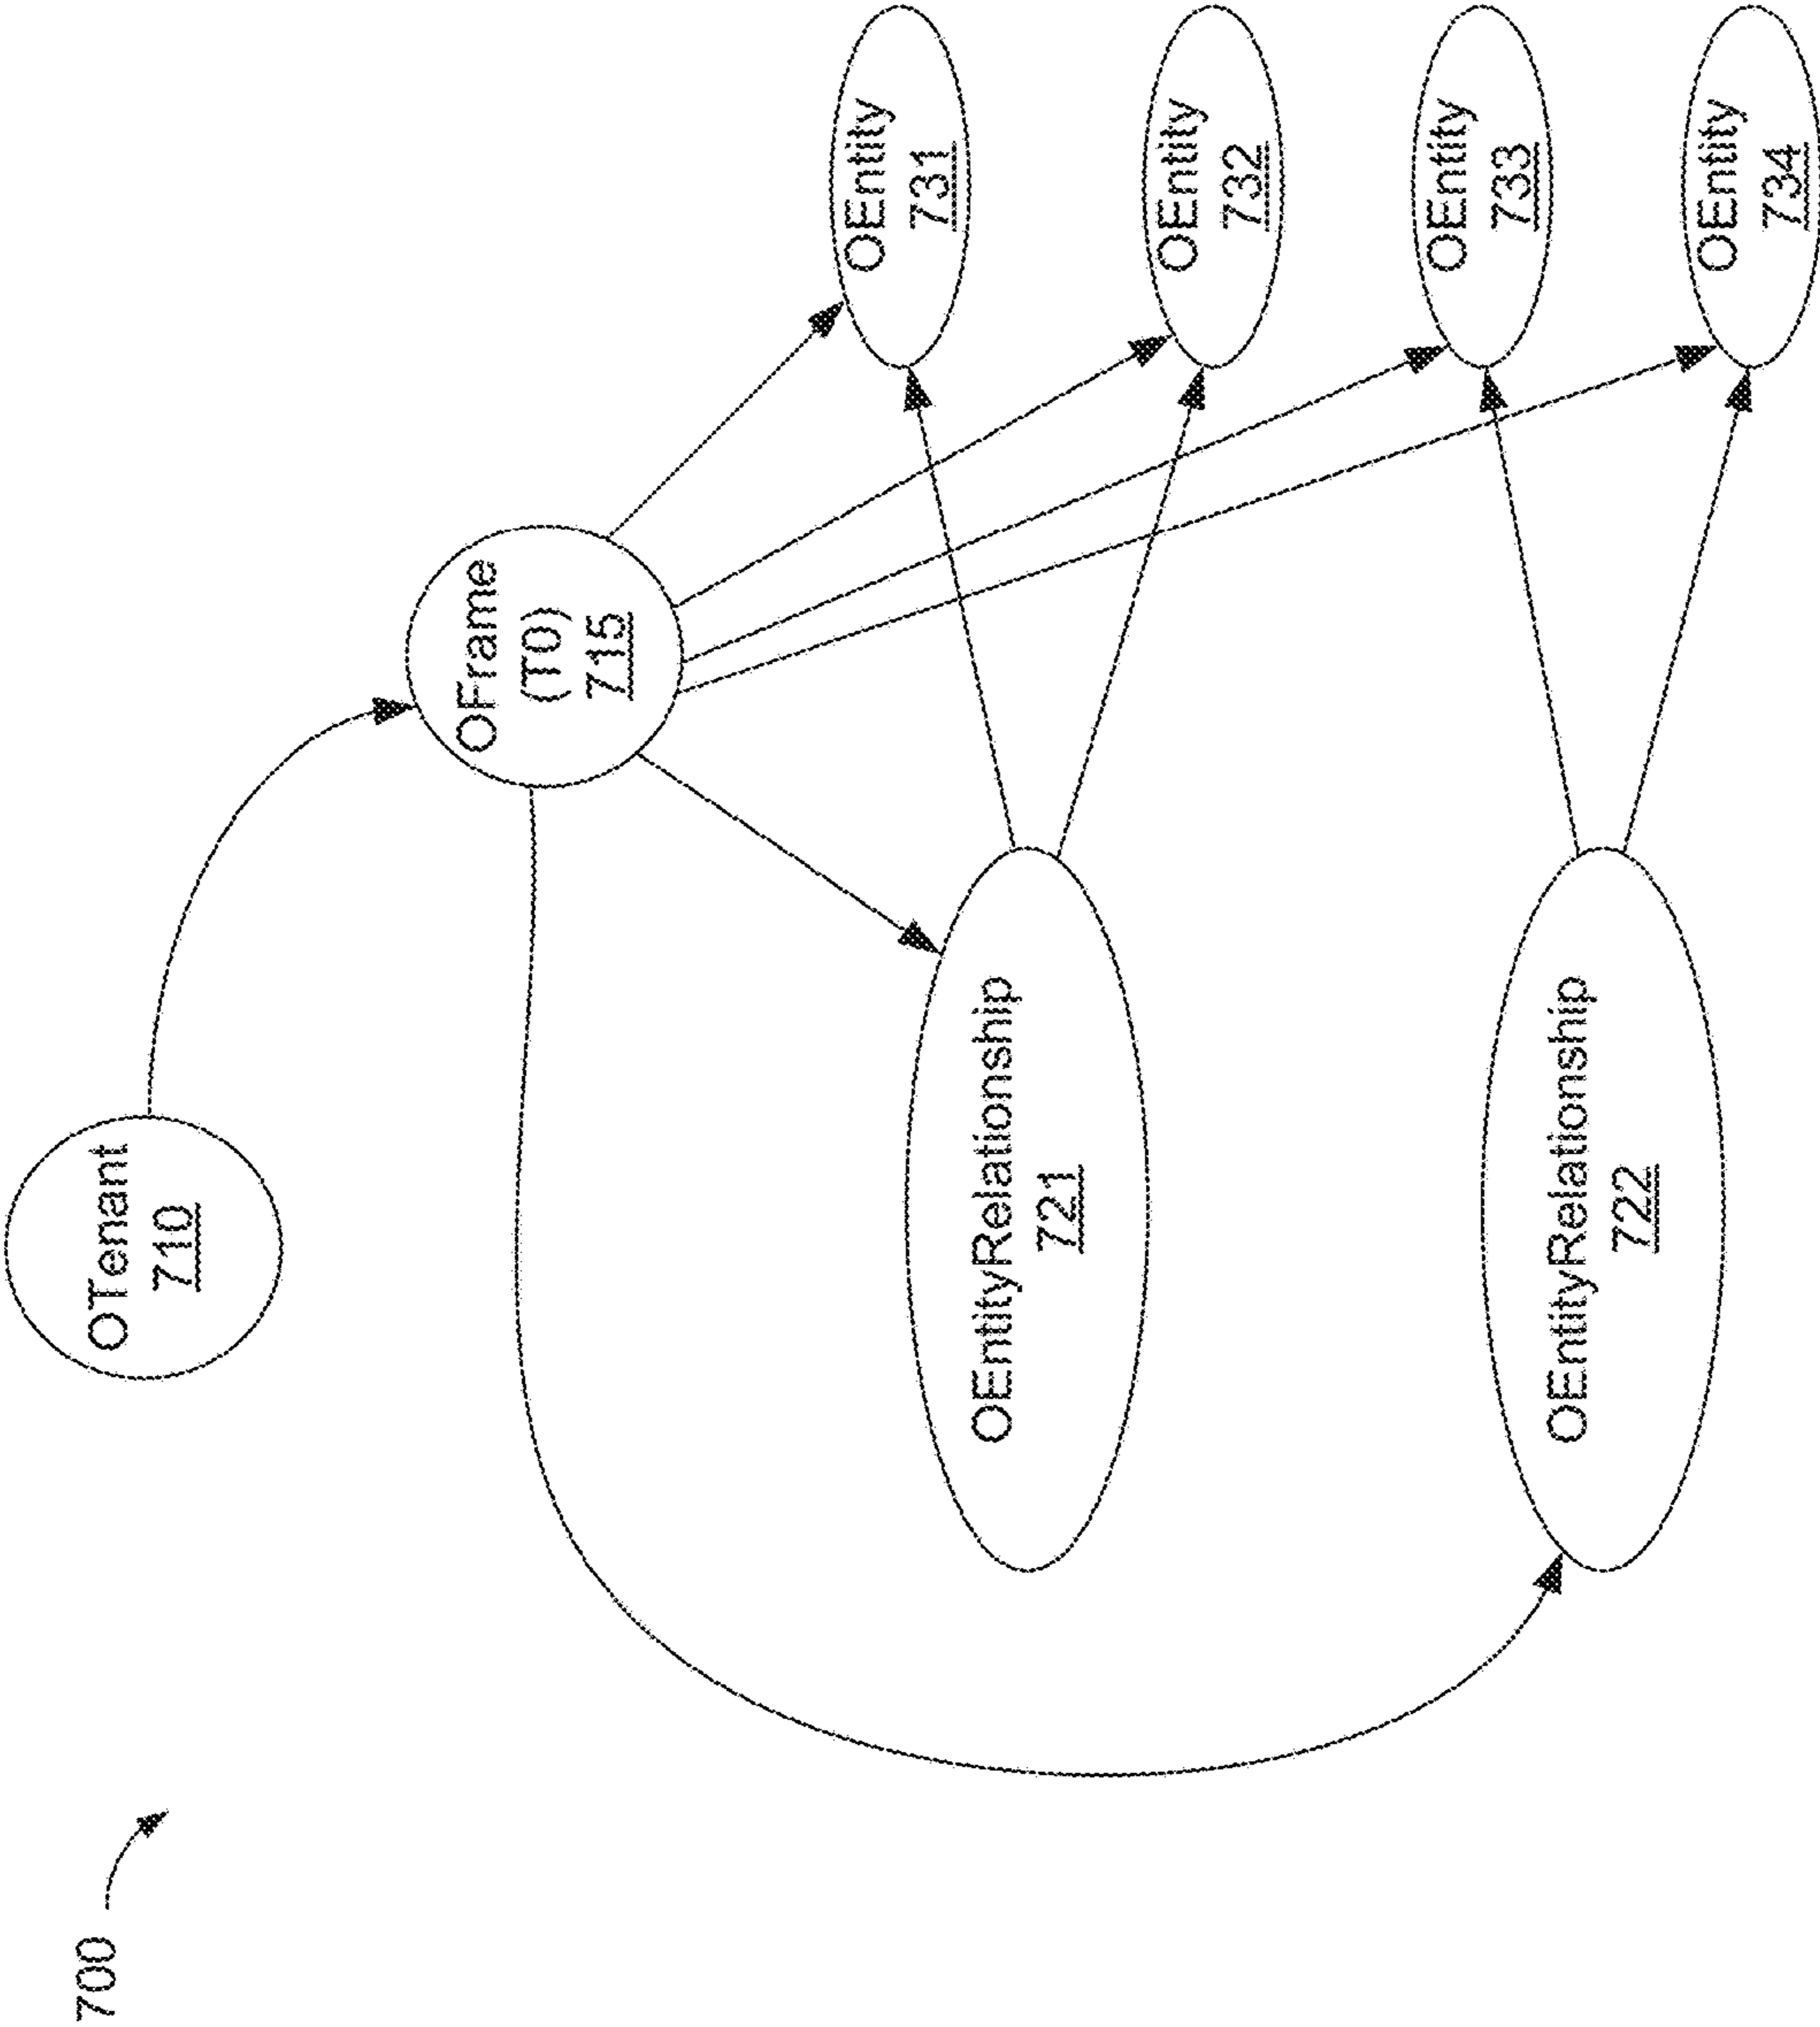 700
OTenant
710
OFrame
(T0)
715
OEntityRelationship
721
OEntity
731
OEntity
732
OEntityRelationship
722
OEntity
733
OEntity
734